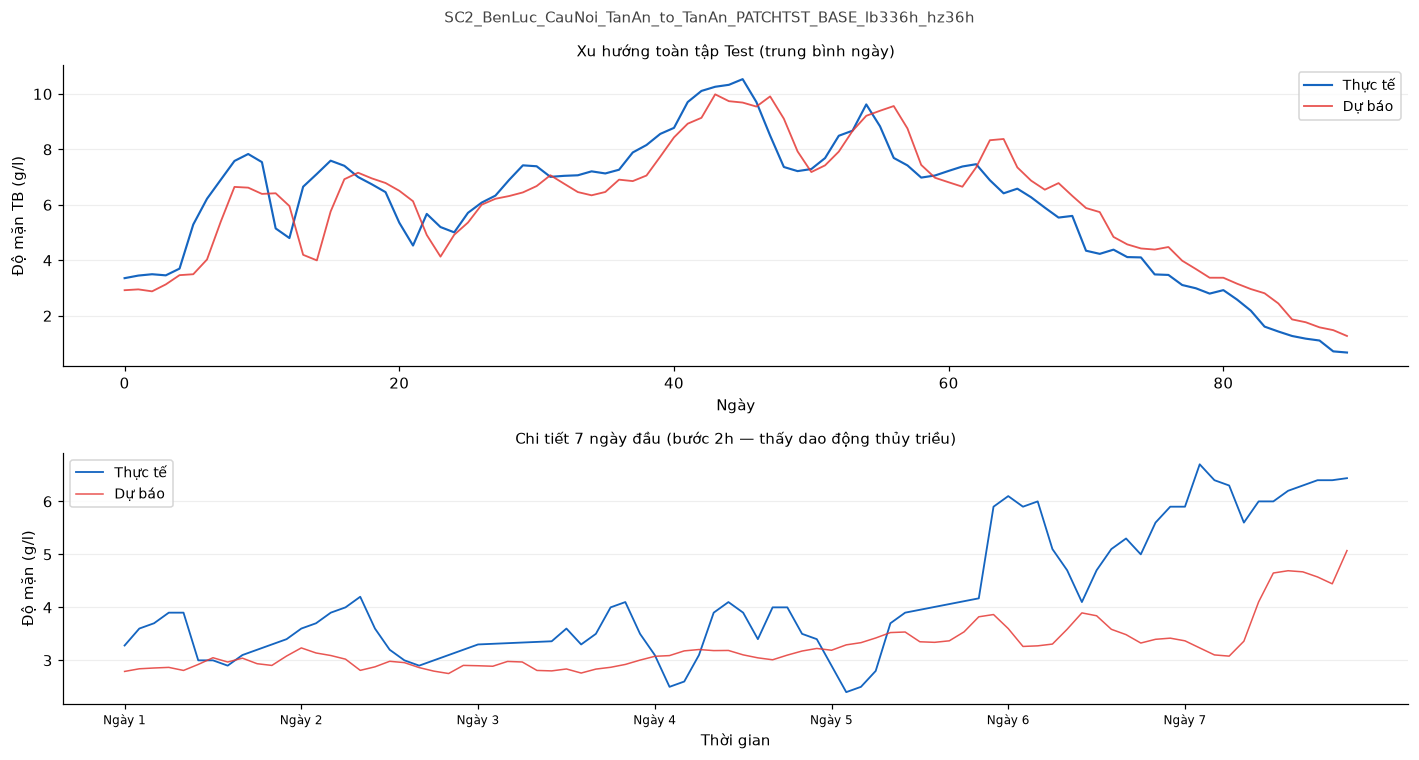 SC2_BenLuc_CauNoi_TanAn_to_TanAn_PATCHTST_BASE_lb336h_hz36h
Xu hướng toàn tập Test (trung bình ngày)
Độ mặn TB (g/l)
10
8
6
4
2
Thực tế
Dự báo
0 20 40 60 80
Ngày
Chi tiết 7 ngày đầu (bước 2h — thấy dao động thủy triều)
Độ mặn (g/l)
6
5
4
3
Thực tế
Dự báo
Ngày 1 Ngày 2 Ngày 3 Ngày 4 Ngày 5 Ngày 6 Ngày 7
Thời gian